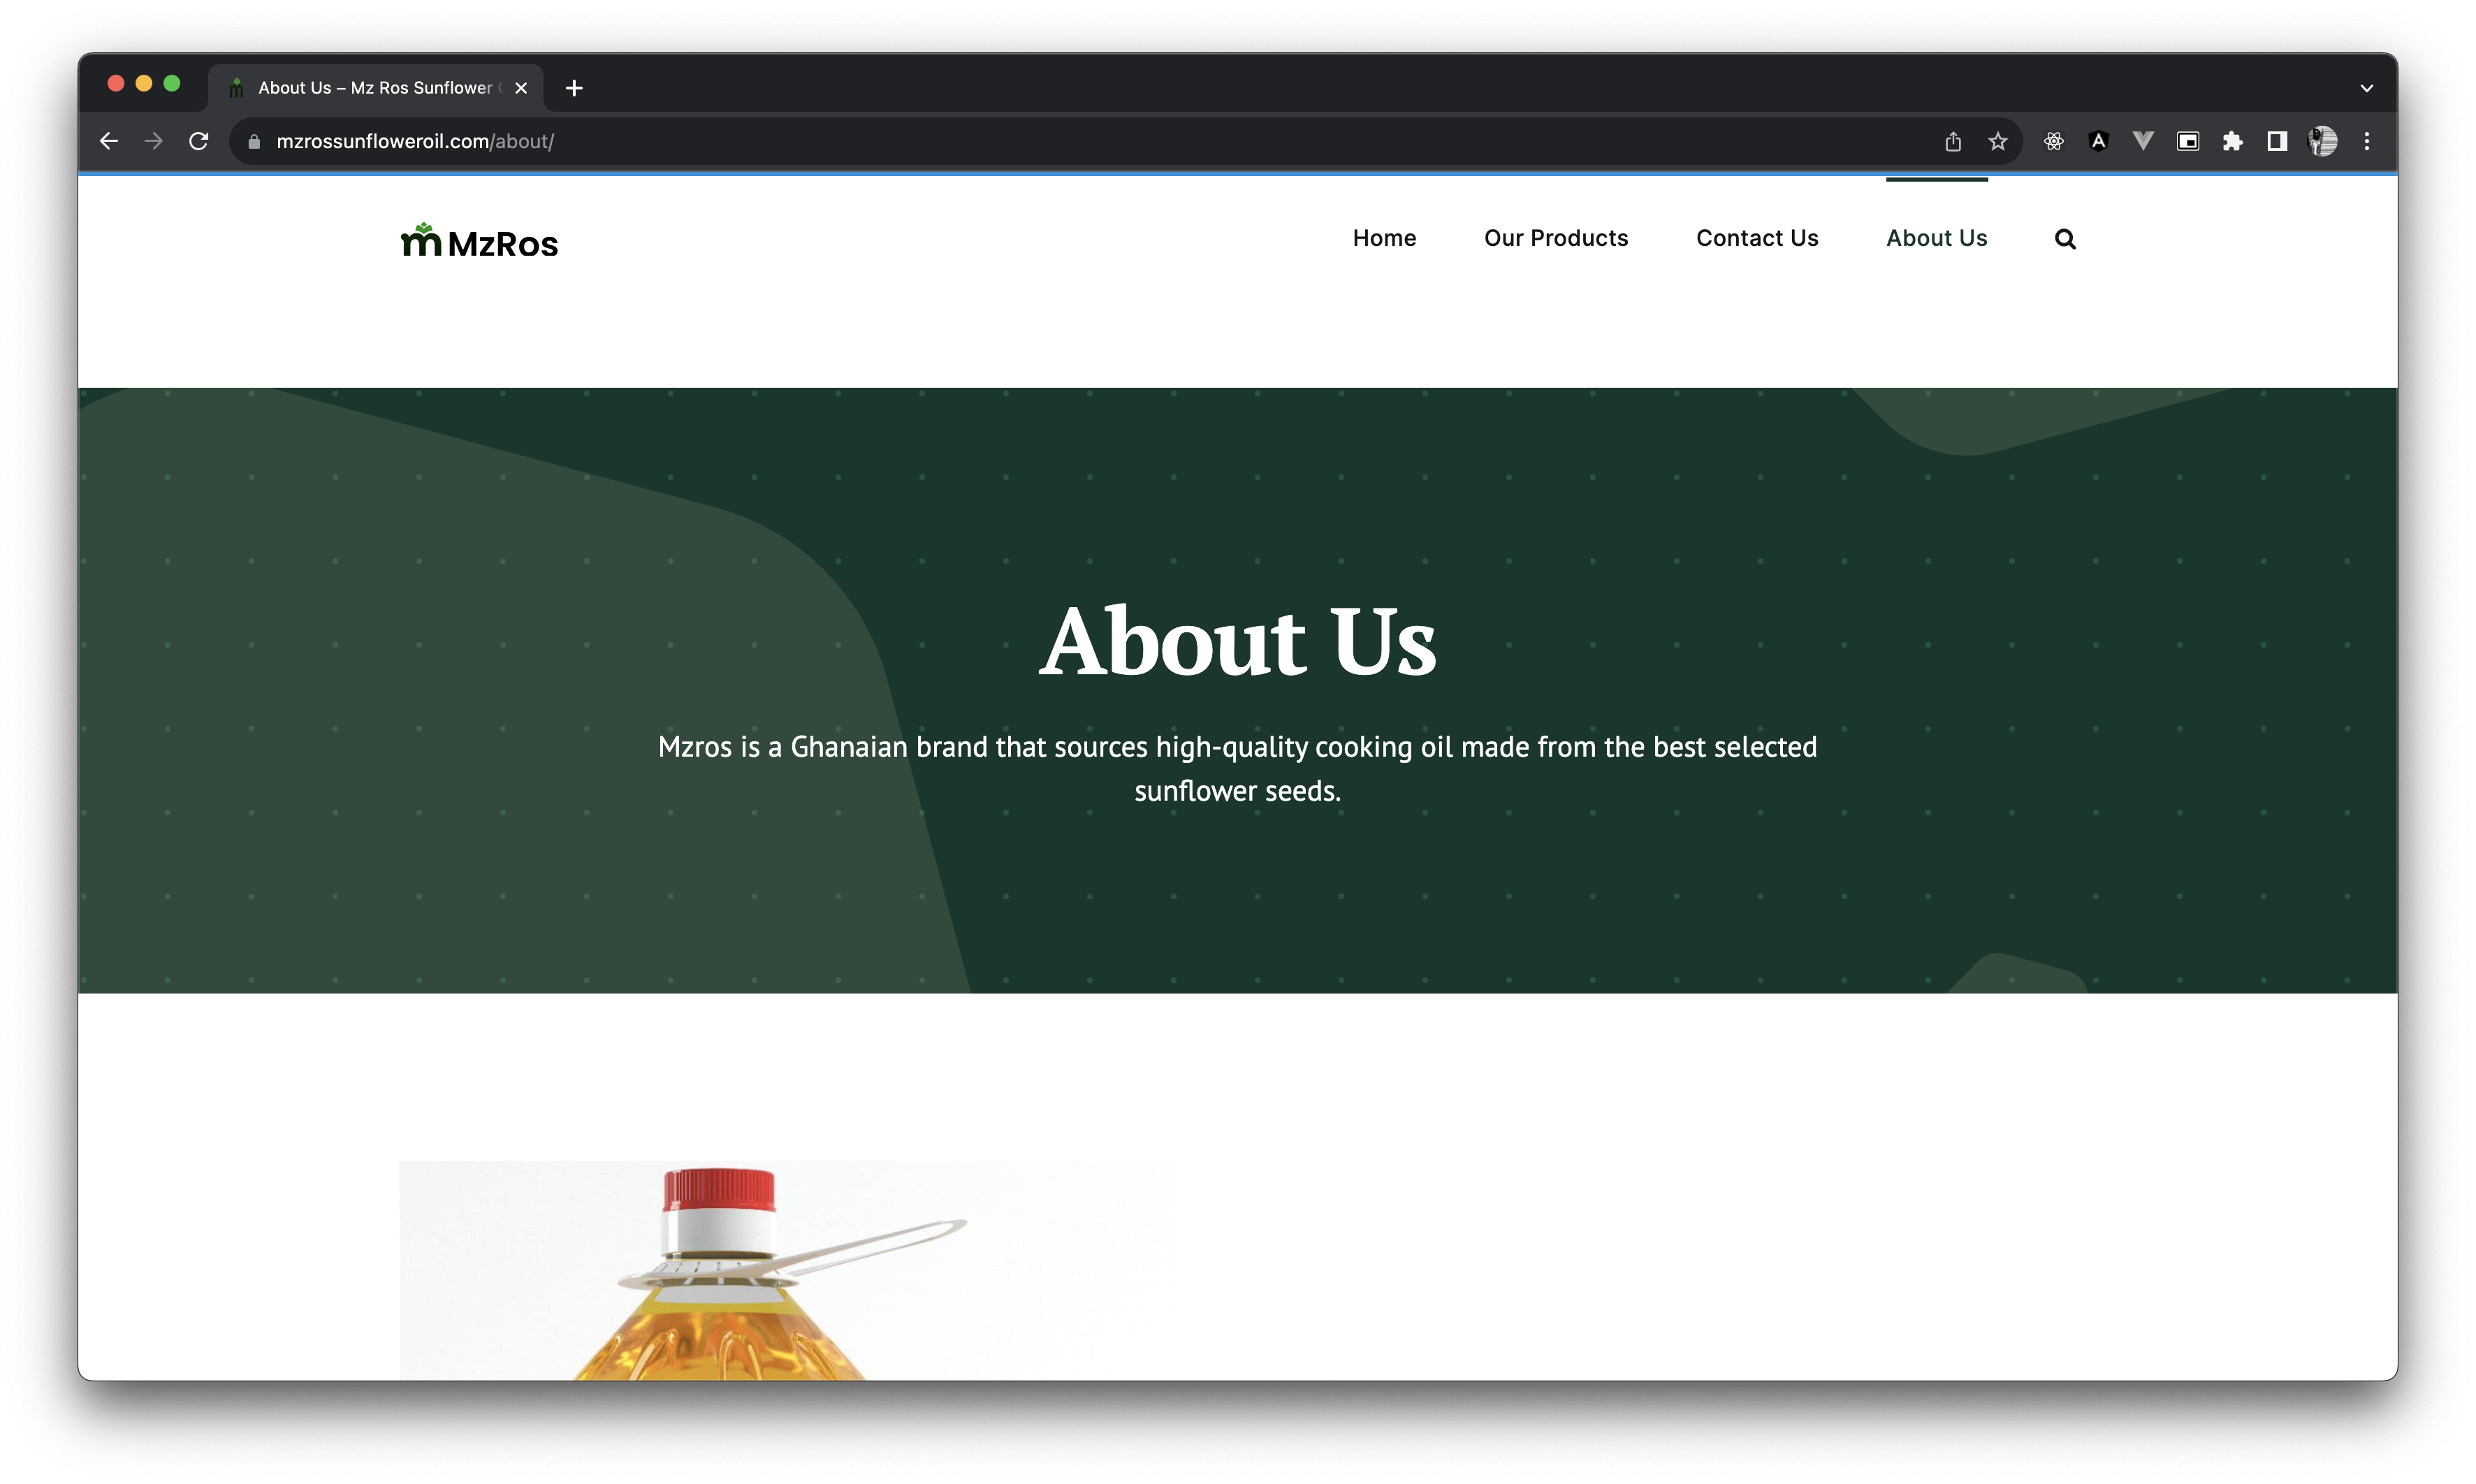 About Us – Mz Ros Sunflower
mzrossunfloweroil.com/about/
MzRos
Home
Our Products
Contact Us
About Us
About Us
Mzros is a Ghanaian brand that sources high-quality cooking oil made from the best selected
sunflower seeds.